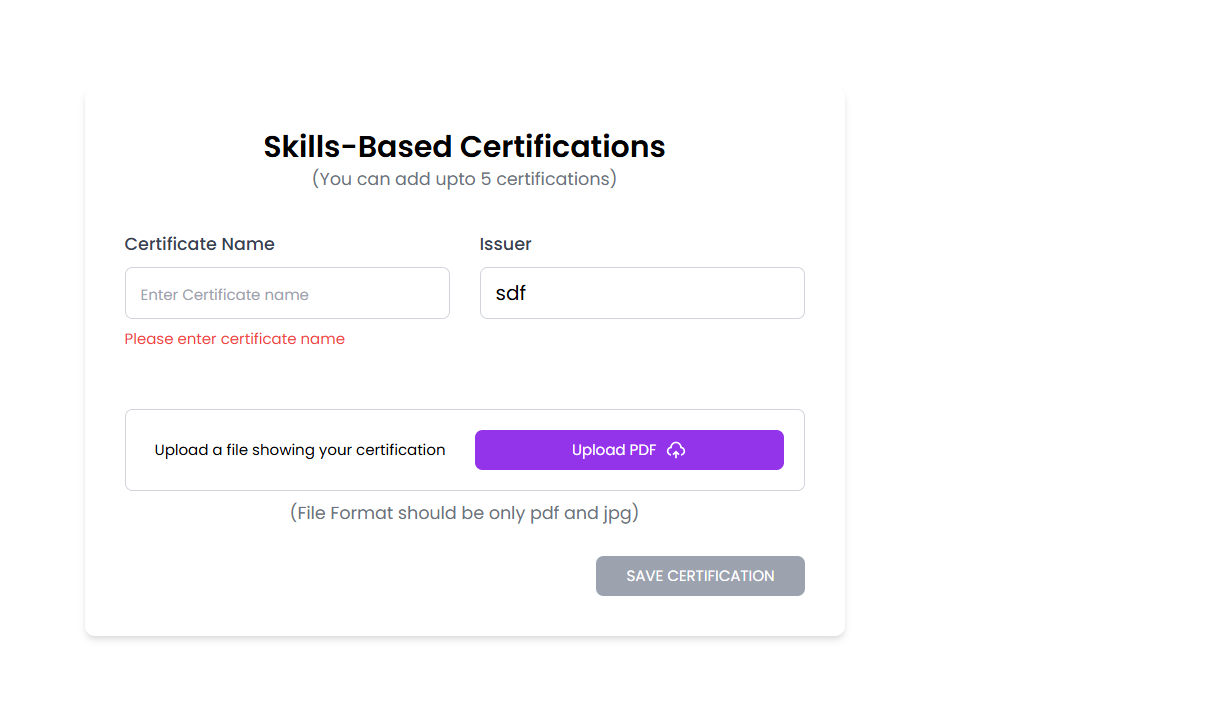 Skills-Based Certifications
(You can add upto 5 certifications)
Certificate Name
Issuer
Enter Certificate name
sdf
Please enter certificate name
Upload a file showing your certification
Upload PDF
(File Format should be only pdf and jpg)
SAVE CERTIFICATION